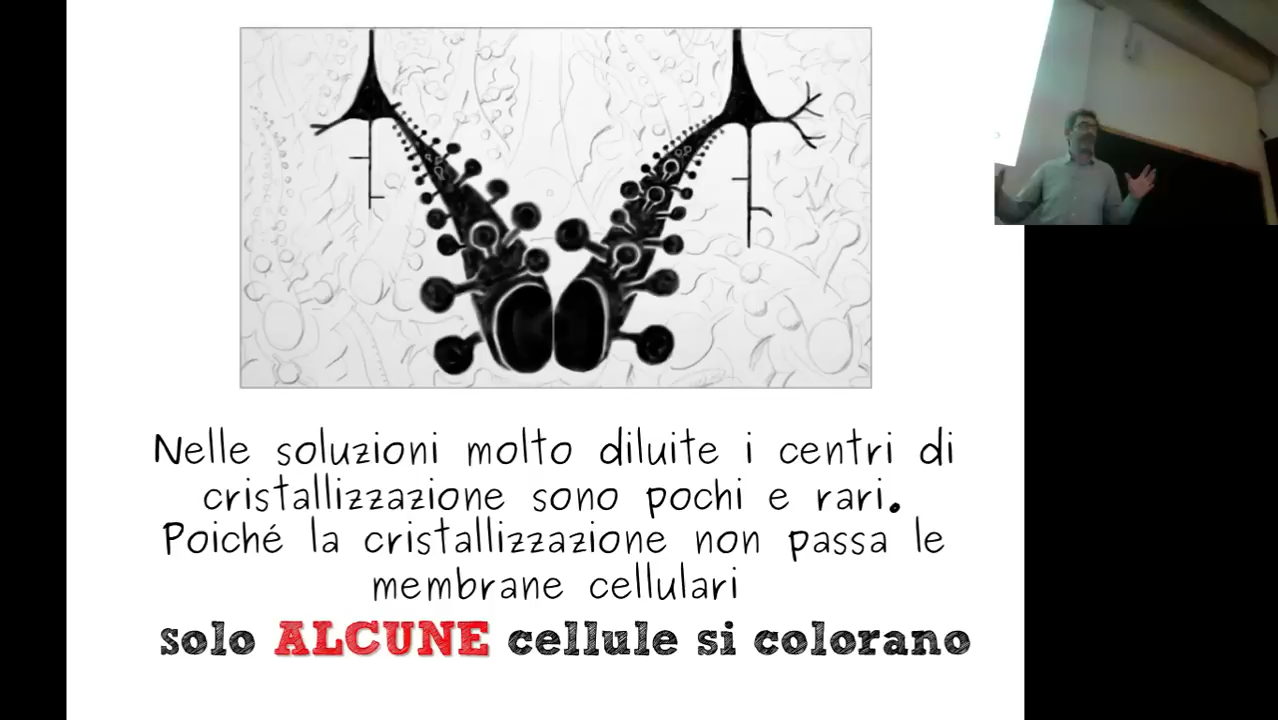 Nelle soluzioni molto diluite i centri di
cristallizzazione sono pochi e rari.
Poiché la cristallizzazione non passa le
membrane cellulari
solo ALCUNE cellule si colorano